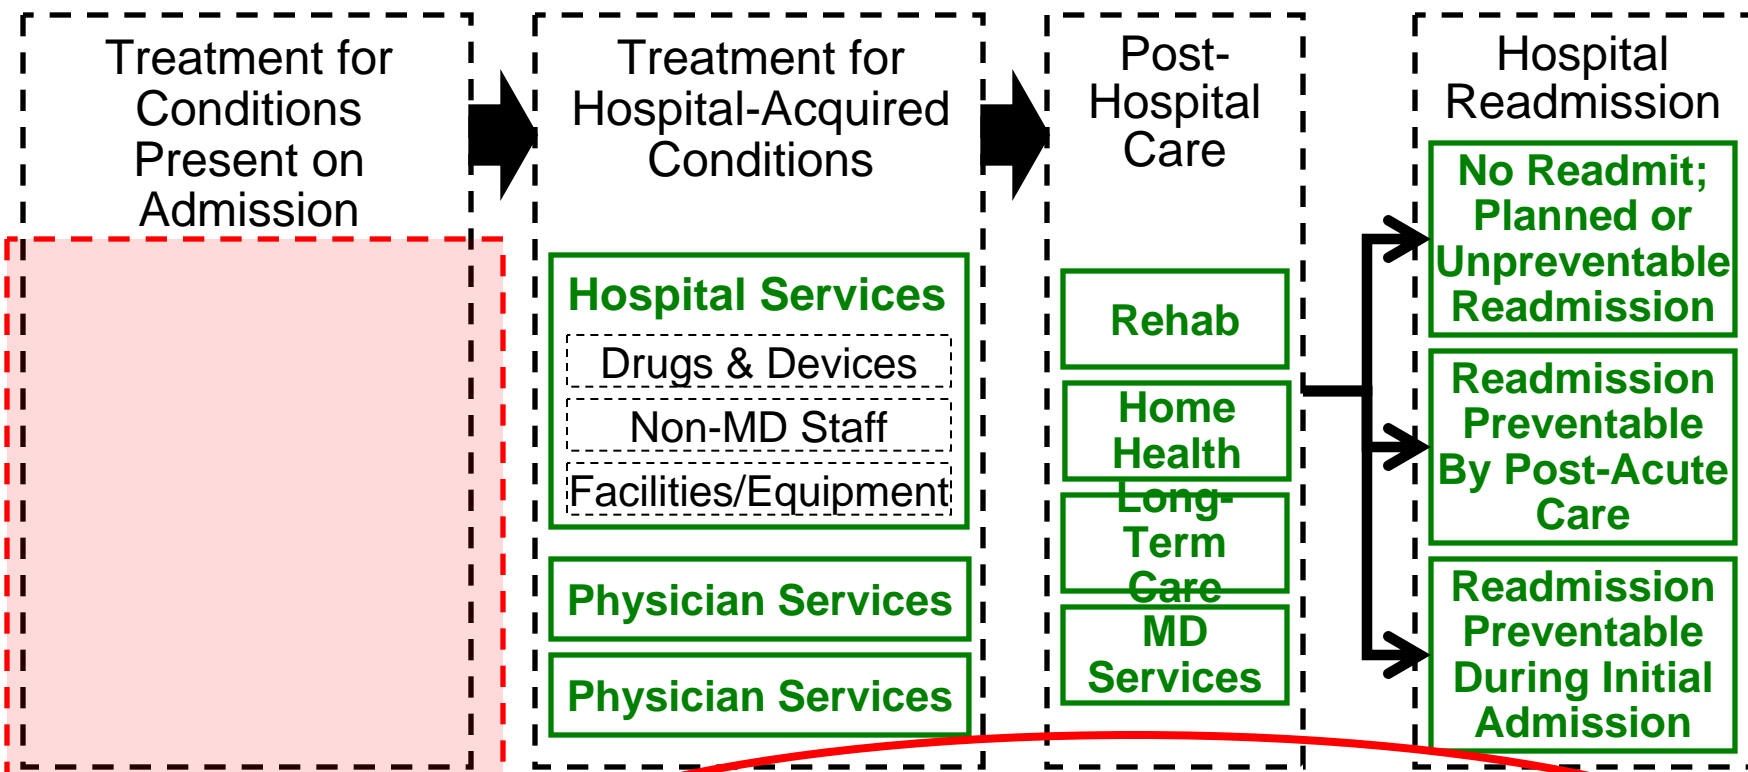 Treatment for
Conditions
Present on
Admission
Treatment for
Hospital-Acquired
Conditions
Hospital Services
Drugs & Devices
Non-MD Staff
Facilities/Equipment
Physician Services
Physician Services
Post-
Hospital
Care
Rehab
Home
Health
Long-
Term
Care
MD
Services
Hospital
Readmission
No Readmit;
Planned or
Unpreventable
Readmission
Readmission
Preventable
By Post-Acute
Care
Readmission
Preventable
During Initial
Admission